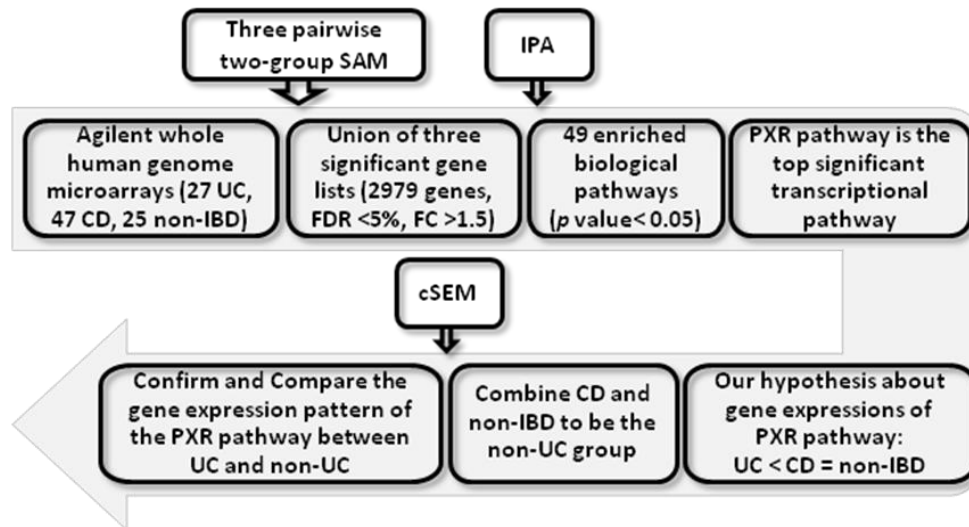 Three pairwise
two-group SAM
IPA
Agilent whole
human genome
microarrays (27 UC,
47 CD, 25 non-IBD)
Union of three
significant gene
lists (2979 genes,
FDR <5%, FC >1.5)
49 enriched
biological
pathways
(p value< 0.05)
PXR pathway is the
top significant
transcriptional
pathway
cSEM
Our hypothesis about
gene expressions of
PXR pathway:
UC < CD = non-IBD
Combine CD and
non-IBD to be the
non-UC group
Confirm and Compare the
gene expression pattern of
the PXR pathway between
UC and non-UC